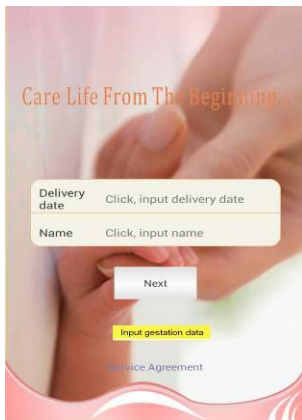 Care Life From The Beginning...
Delivery
date
Click, input delivery date
Name
Click, input name
Next
Input gestation data
Service Agreement